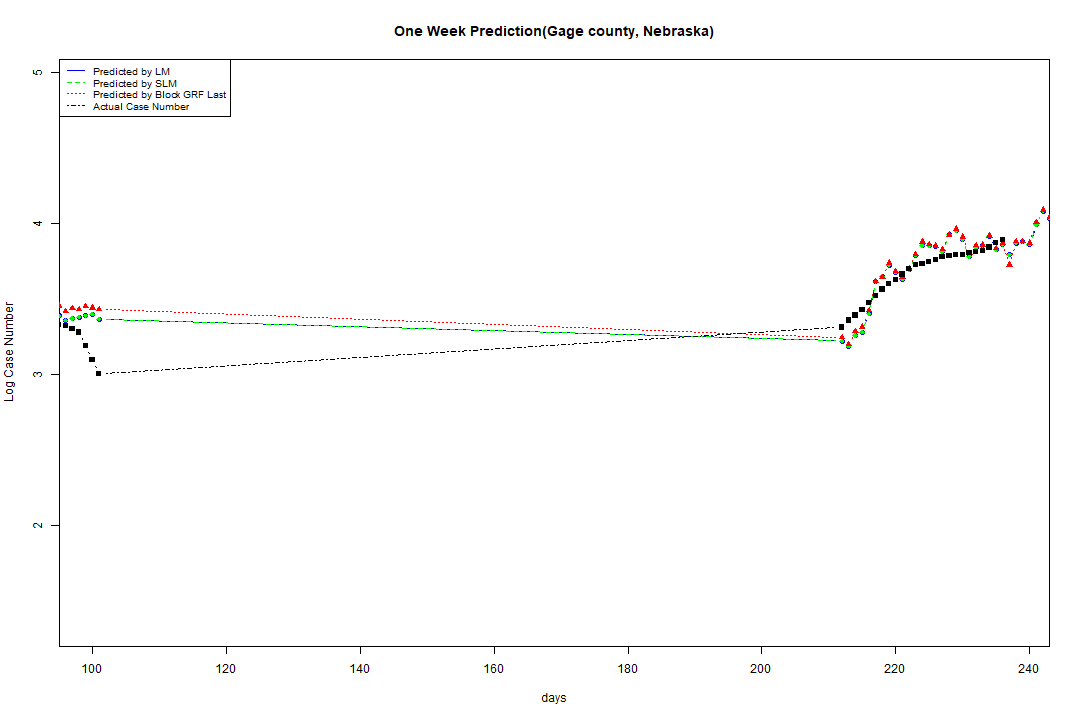 One Week Prediction(Gage county, Nebraska)
Predicted by LM
Predicted by SLM
Predicted by Block GRF Last
Actual Case Number
5
4
3
2
Log Case Number
100 120 140 160 180 200 220 240
days